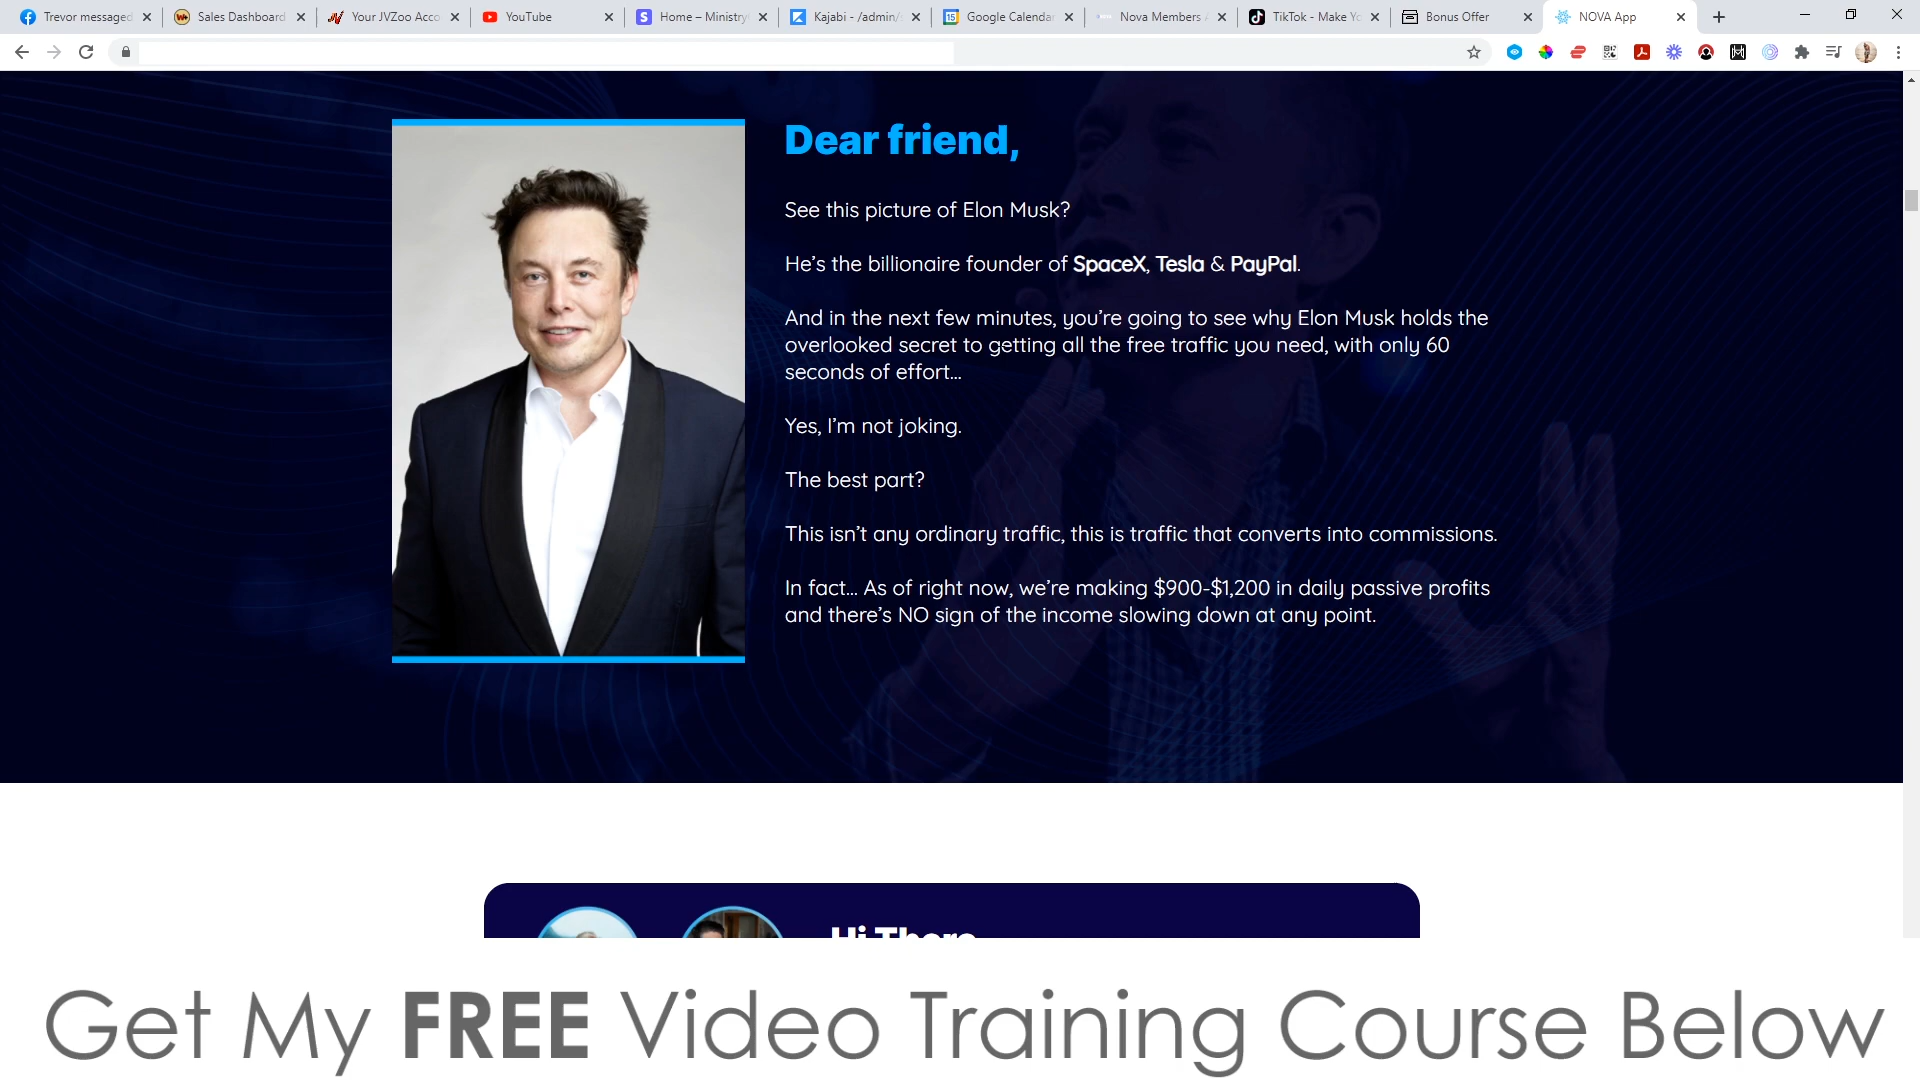 Trevor messaged
Sales Dashboard
Your JVZoo Acco
YouTube
Home – Ministry
Kajabi - /admin/
Google Calenda
Nova Members
TikTok - Make Yo
Bonus Offer
NOVA App
Dear friend,
See this picture of Elon Musk?
He's the billionaire founder of SpaceX, Tesla & PayPal.
And in the next few minutes, you're going to see why Elon Musk holds the
overlooked secret to getting all the free traffic you need, with only 60
seconds of effort...
Yes, I'm not joking.
The best part?
This isn't any ordinary traffic, this is traffic that converts into commissions.
In fact... As of right now, we're making $900-$1,200 in daily passive profits
and there's NO sign of the income slowing down at any point.
Hi There
Get My FREE Video Training Course Below